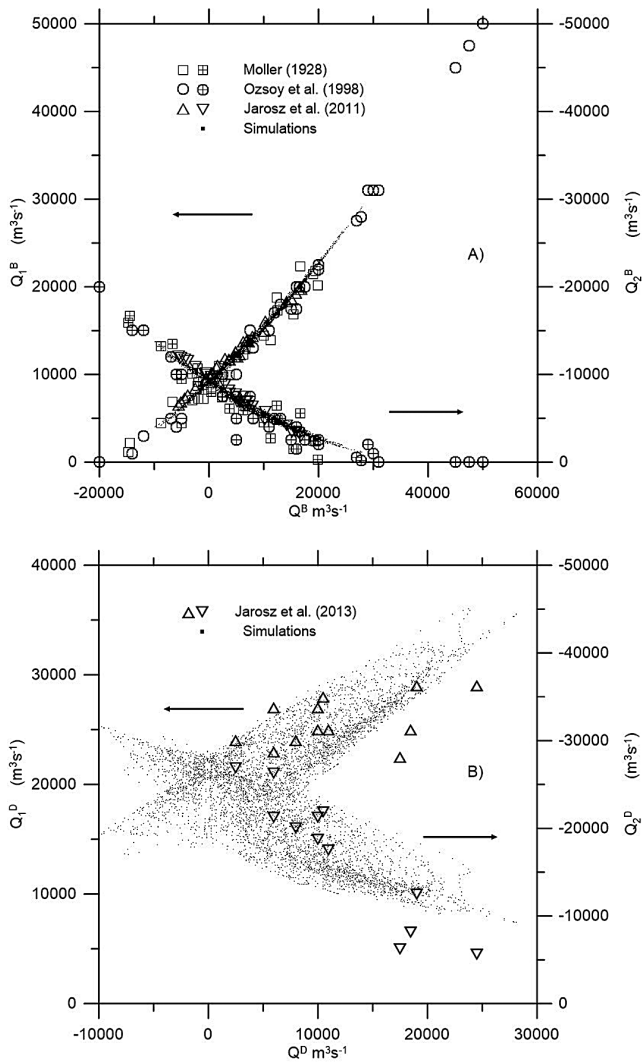 50000 -50000
Moller (1928)
Ozsoy et al. (1998)
Jarosz et al. (2011)
Simulations
40000 -40000
30000 -30000
20000 -20000
10000 -10000
0 0
Q₁ᴮ (m³s⁻¹)
A)
Q₂ᴮ (m³s⁻¹)
-20000 0 20000 40000 60000
Qᴮ m³s⁻¹
40000 -50000
Jarosz et al. (2013)
Simulations
-40000
30000
-30000
20000 -20000
10000 -10000
0 0
Q₁ᴰ (m³s⁻¹)
B)
Q₂ᴰ (m³s⁻¹)
-10000 0 10000 20000 30000
Qᴰ m³s⁻¹